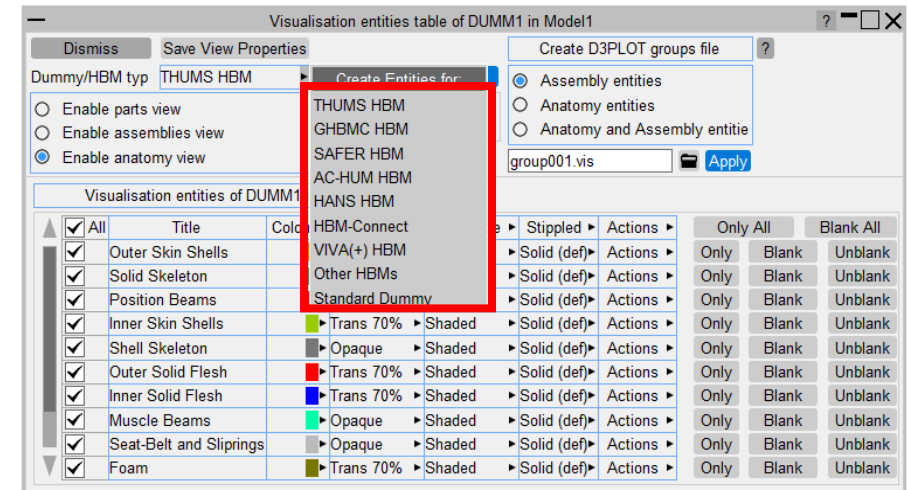 Visualisation entities table of DUMM1 in Model1 ?
Dismiss Save View Properties Create D3PLOT groups file ?
Dummy/HBM typ THUMS HBM Create Entities for:
Assembly entities
Anatomy entities
Anatomy and Assembly entitie
Enable parts view
Enable assemblies view
Enable anatomy view
group001.vis Apply
THUMS HBM
GHBMC HBM
SAFER HBM
AC-HUM HBM
HANS HBM
HBM-Connect
VIVA(+) HBM
Other HBMs
Standard Dummy
Visualisation entities of DUMM1
All Title Colo e Stippled Actions Only All Blank All
Outer Skin Shells Solid (def) Actions Only Blank Unblank
Solid Skeleton Solid (def) Actions Only Blank Unblank
Position Beams Solid (def) Actions Only Blank Unblank
Inner Skin Shells Trans 70% Shaded Solid (def) Actions Only Blank Unblank
Shell Skeleton Opaque Shaded Solid (def) Actions Only Blank Unblank
Outer Solid Flesh Trans 70% Shaded Solid (def) Actions Only Blank Unblank
Inner Solid Flesh Trans 70% Shaded Solid (def) Actions Only Blank Unblank
Muscle Beams Opaque Shaded Solid (def) Actions Only Blank Unblank
Seat-Belt and Sliprings Opaque Shaded Solid (def) Actions Only Blank Unblank
Foam Trans 70% Shaded Solid (def) Actions Only Blank Unblank